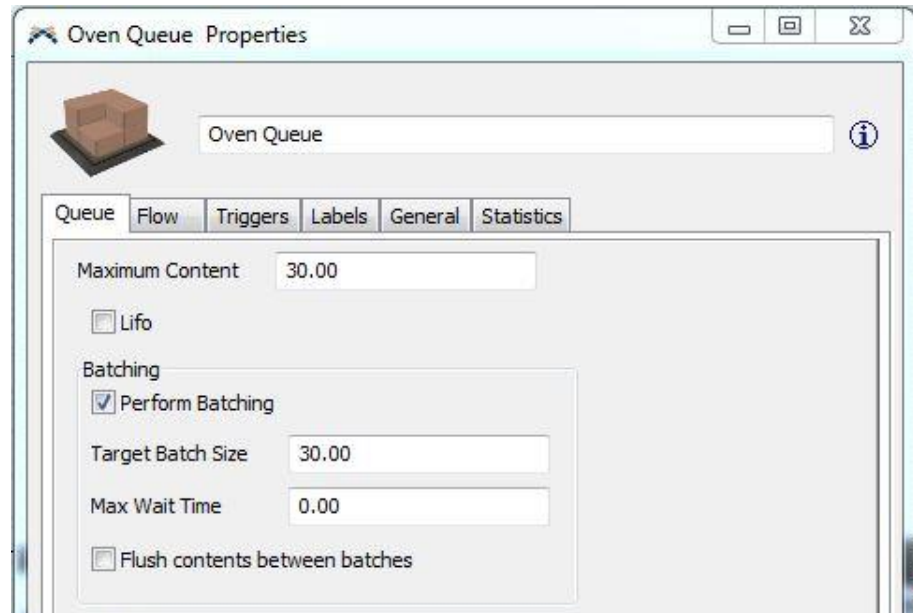 Oven Queue Properties
Oven Queue
Queue Flow Triggers Labels General Statistics
Maximum Content 30.00
Lifo
Batching
Perform Batching
Target Batch Size 30.00
Max Wait Time 0.00
Flush contents between batches